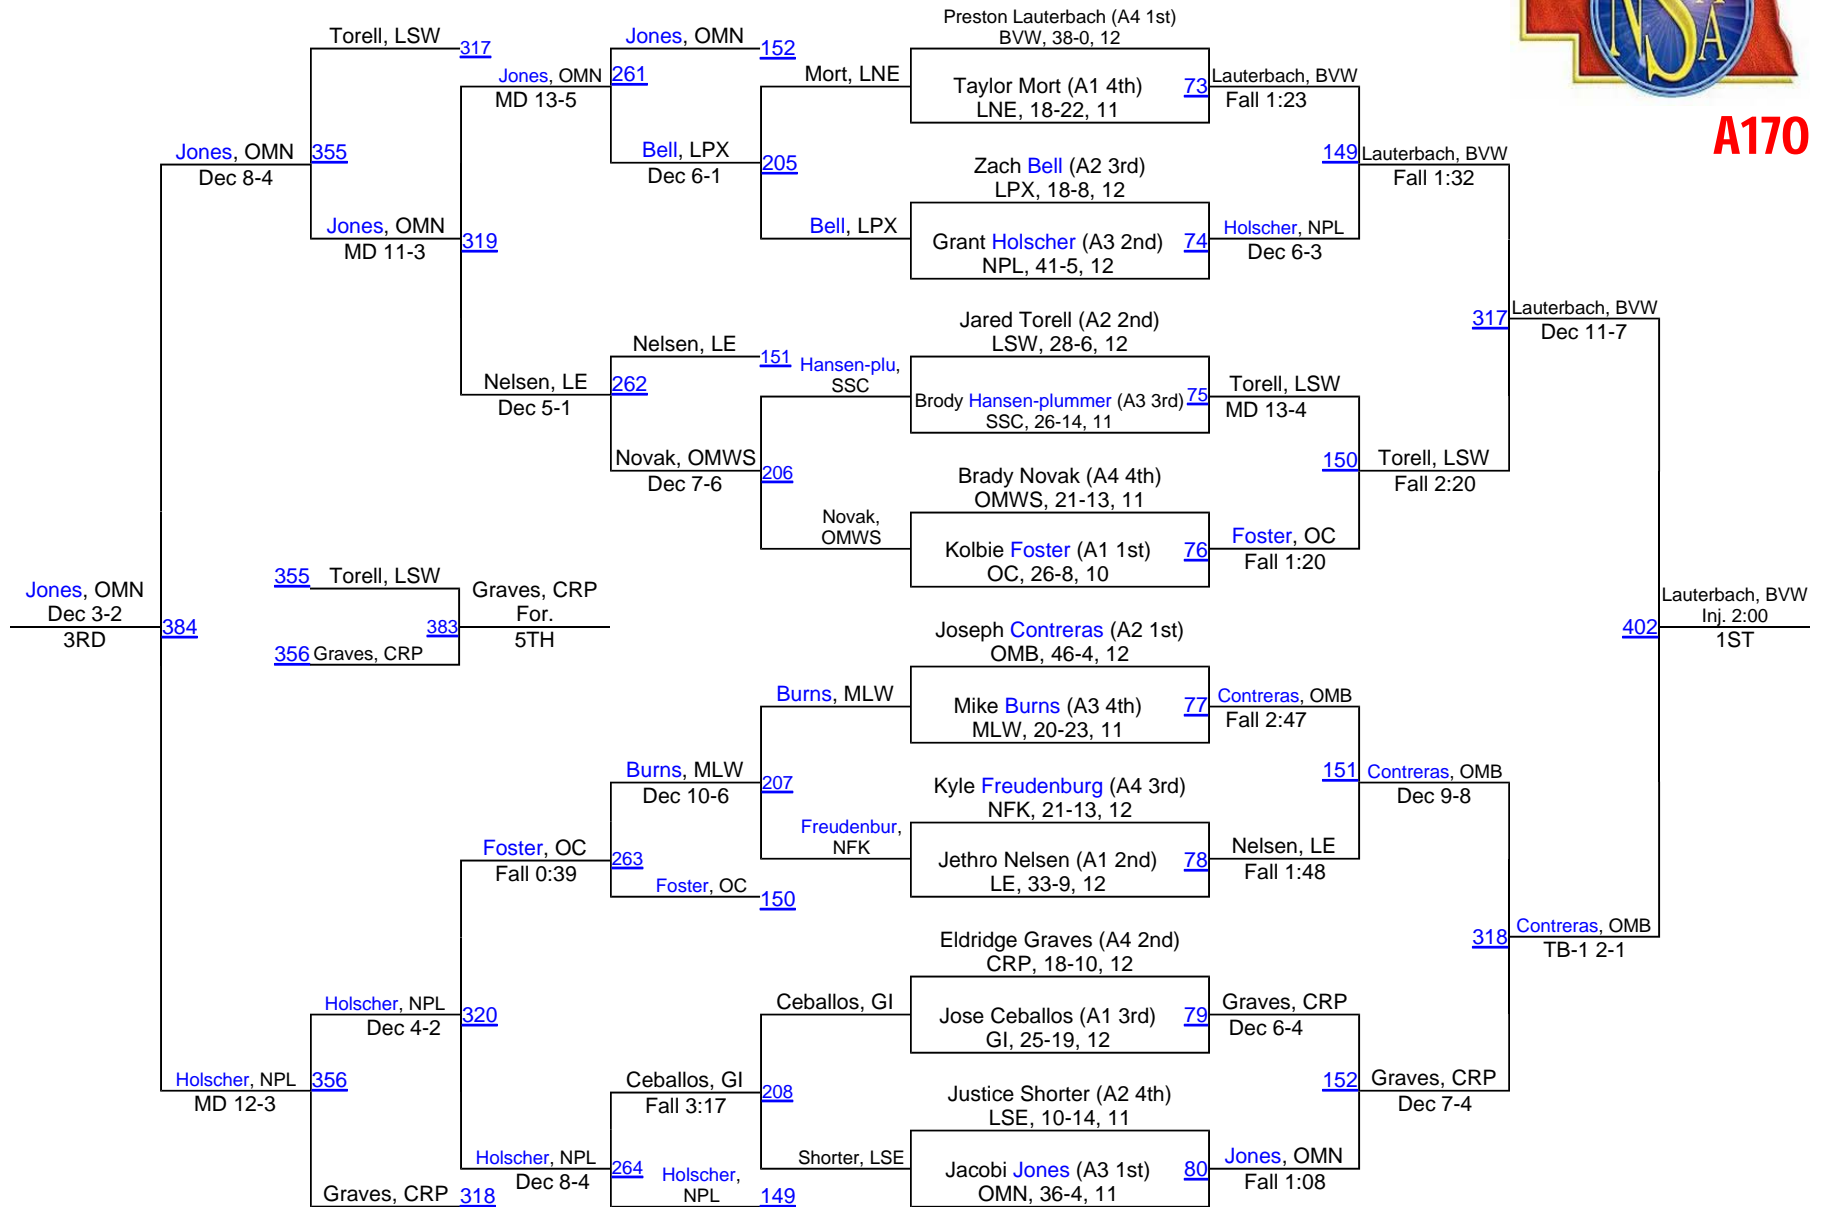 Preston Lauterbach (A4 1st)
BVW, 38-0, 12
Taylor Mort (A1 4th)
LNE, 18-22, 11
73
Lauterbach, BVW
Fall 1:23
Zach Bell (A2 3rd)
LPX, 18-8, 12
Grant Holscher (A3 2nd)
NPL, 41-5, 12
74
Holscher, NPL
Dec 6-3
149
Lauterbach, BVW
Fall 1:32
Jared Torell (A2 2nd)
LSW, 28-6, 12
Brody Hansen-plummer (A3 3rd)
SSC, 26-14, 11
75
Torell, LSW
MD 13-4
Brady Novak (A4 4th)
OMWS, 21-13, 11
Kolbie Foster (A1 1st)
OC, 26-8, 10
76
Foster, OC
Fall 1:20
150
Torell, LSW
Fall 2:20
317
Lauterbach, BVW
Dec 11-7
Joseph Contreras (A2 1st)
OMB, 46-4, 12
Mike Burns (A3 4th)
MLW, 20-23, 11
77
Contreras, OMB
Fall 2:47
Kyle Freudenburg (A4 3rd)
NFK, 21-13, 12
Jethro Nelsen (A1 2nd)
LE, 33-9, 12
78
Nelsen, LE
Fall 1:48
151
Contreras, OMB
Dec 9-8
Eldridge Graves (A4 2nd)
CRP, 18-10, 12
Jose Ceballos (A1 3rd)
GI, 25-19, 12
79
Graves, CRP
Dec 6-4
Justice Shorter (A2 4th)
LSE, 10-14, 11
Jacobi Jones (A3 1st)
OMN, 36-4, 11
80
Jones, OMN
Fall 1:08
152
Graves, CRP
Dec 7-4
318
Contreras, OMB
TB-1 2-1
402
Lauterbach, BVW
Inj. 2:00
1ST
Mort, LNE
Bell, LPX
205
Bell, LPX
Dec 6-1
Jones, OMN
152
261
Jones, OMN
MD 13-5
Hansen-plu,
SSC
Novak,
OMWS
206
Novak, OMWS
Dec 7-6
Nelsen, LE
151
262
Nelsen, LE
Dec 5-1
319
Jones, OMN
MD 11-3
Torell, LSW
317
355
Jones, OMN
Dec 8-4
Burns, MLW
Freudenbur,
NFK
207
Burns, MLW
Dec 10-6
Foster, OC
150
263
Foster, OC
Fall 0:39
Ceballos, GI
Shorter, LSE
208
Ceballos, GI
Fall 3:17
Holscher,
NPL
149
264
Holscher, NPL
Dec 8-4
320
Holscher, NPL
Dec 4-2
Graves, CRP
318
356
Holscher, NPL
MD 12-3
384
Jones, OMN
Dec 3-2
3RD
355
Torell, LSW
356
Graves, CRP
383
Graves, CRP
For.
5TH
NSAA
A170